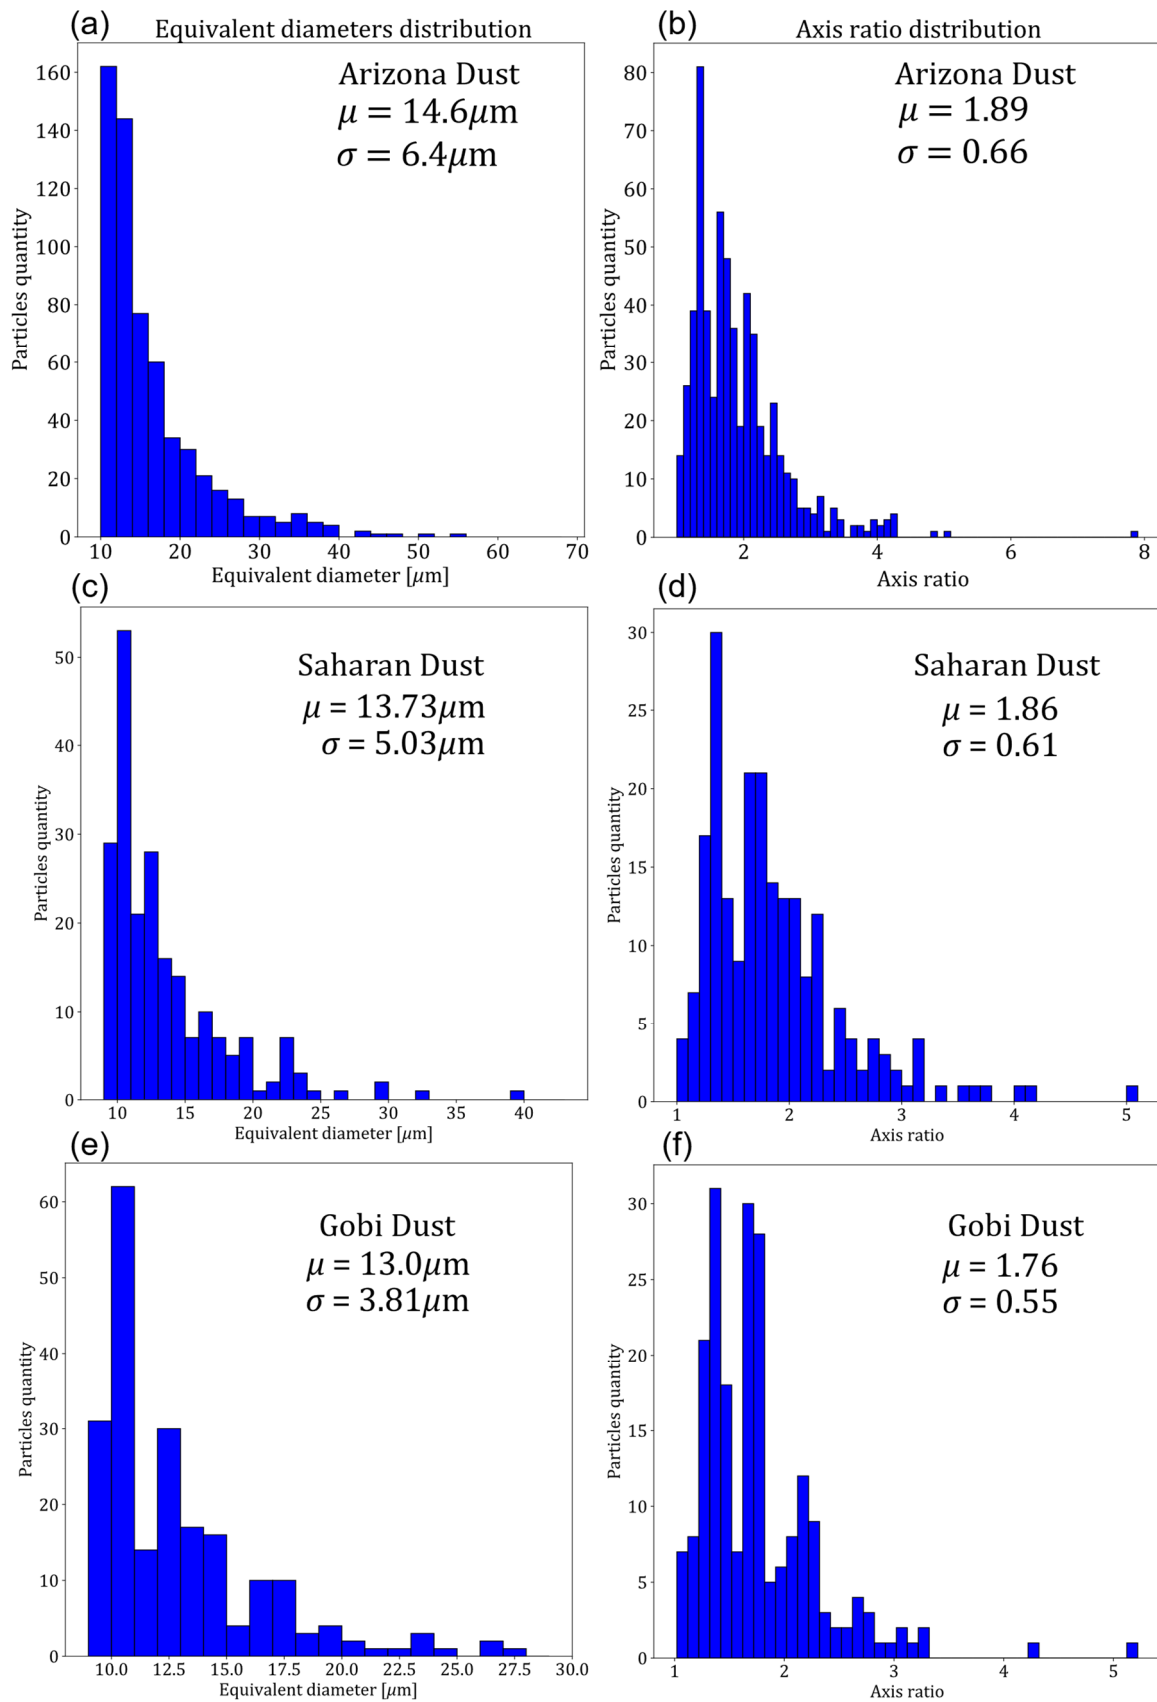 (a) Equivalent diameters distribution
Arizona Dust
μ = 14.6μm
σ = 6.4μm
Particles quantity
160
140
120
100
80
60
40
20
0
10 20 30 40 50 60 70
Equivalent diameter [μm]
(b) Axis ratio distribution
Arizona Dust
μ = 1.89
σ = 0.66
Particles quantity
80
70
60
50
40
30
20
10
0
2 4 6 8
Axis ratio
(c)
Saharan Dust
μ = 13.73μm
σ = 5.03μm
Particles quantity
50
40
30
20
10
0
10 15 20 25 30 35 40
Equivalent diameter [μm]
(d)
Saharan Dust
μ = 1.86
σ = 0.61
Particles quantity
30
25
20
15
10
5
0
1 2 3 4 5
Axis ratio
(e)
Gobi Dust
μ = 13.0μm
σ = 3.81μm
Particles quantity
60
50
40
30
20
10
0
10.0 12.5 15.0 17.5 20.0 22.5 25.0 27.5 30.0
Equivalent diameter [μm]
(f)
Gobi Dust
μ = 1.76
σ = 0.55
Particles quantity
30
25
20
15
10
5
0
1 2 3 4 5
Axis ratio